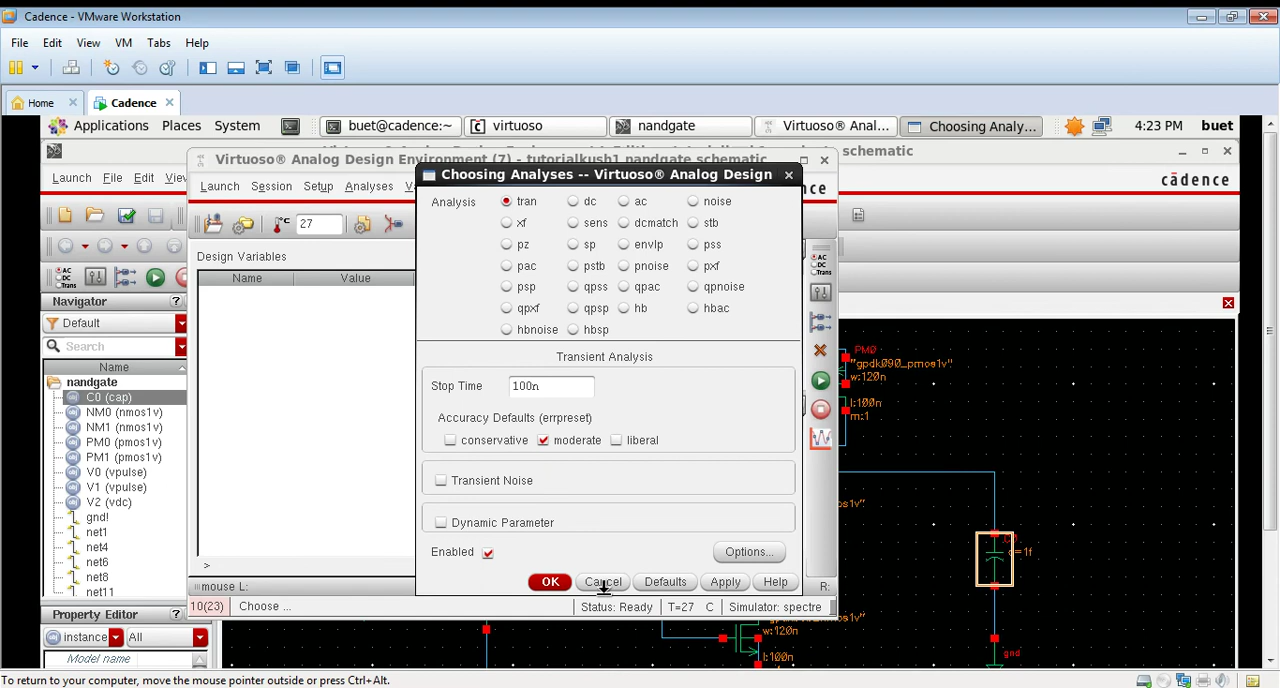 Cadence - VMware Workstation
File Edit View VM Tabs Help
Home Cadence
Applications Places System buet@cadence:~ virtuoso nandgate Virtuoso® Anal... Choosing Analy... 4:23 PM buet
Virtuoso® Analog Design Environment (7) - tutorialkush1 nandgate schematic
schematic
Launch File Edit View
Launch Session Setup Analyses
cādence
Choosing Analyses -- Virtuoso® Analog Design
Analysis tran dc ac noise
xf sens dcmatch stb
pz sp envlp pss
pac pstb pnoise pxf
psp qpss qpac qpnoise
qpxf qpsp hb hbac
hbnoise hbsp
Transient Analysis
Stop Time 100n
Accuracy Defaults (errpreset)
conservative moderate liberal
Transient Noise
Dynamic Parameter
Enabled
Options...
OK Cancel Defaults Apply Help
27
Design Variables
Name Value
>
mouse L: R:
10(23) Choose ... Status: Ready T=27 C Simulator: spectre
AC
DC
Trans
AC
DC
Trans
Navigator ?
Default
Search
Name
nandgate
C0 (cap)
NM0 (nmos1v)
NM1 (nmos1v)
PM0 (pmos1v)
PM1 (pmos1v)
V0 (vpulse)
V1 (vpulse)
V2 (vdc)
gnd!
net1
net4
net6
net8
net11
Property Editor ?
instance All
Model name
PM0
"gpdk090_pmos1v"
w:120n
l:100n
m:1
c=1f
gnd
w:120n
l:100n
To return to your computer, move the mouse pointer outside or press Ctrl+Alt.